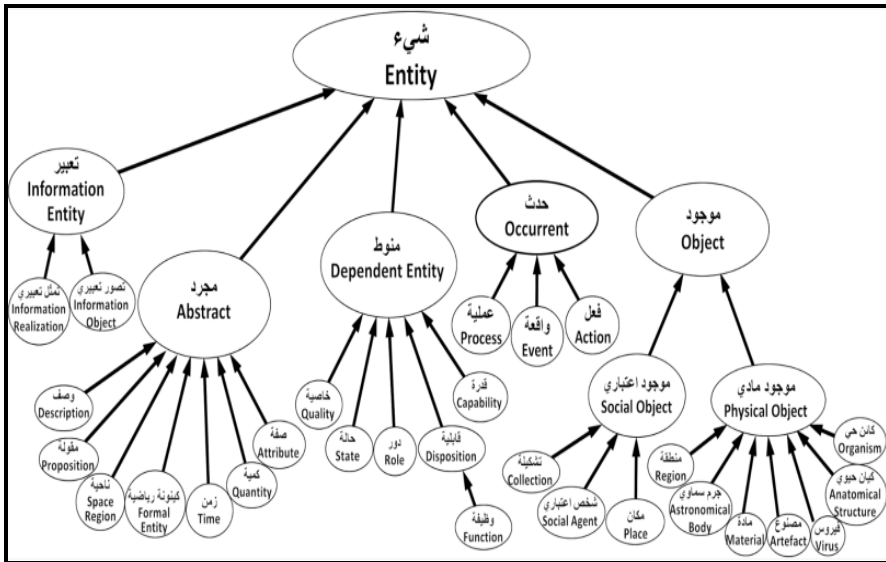 شيء
Entity
تعبير
Information
Entity
حدث
Occurrent
موجود
Object
منوط
Dependent Entity
مجرد
Abstract
تمثل تعبيري
Information
Realization
تصور تعبيري
Information
Object
عملية
Process
واقعة
Event
فعل
Action
موجود اعتباري
Social Object
موجود مادي
Physical Object
وصف
Description
مقولة
Proposition
ناحية
Space
Region
كينونة رياضية
Formal
Entity
زمن
Time
كمية
Quantity
صفة
Attribute
خاصية
Quality
حالة
State
دور
Role
قابلية
Disposition
قدرة
Capability
وظيفة
Function
تشكيلة
Collection
شخص اعتباري
Social Agent
مكان
Place
منطقة
Region
جرم سماوي
Astronomical
Body
مادة
Material
مصنوع
Artefact
فيروس
Virus
كيان حيوي
Anatomical
Structure
كائن حي
Organism